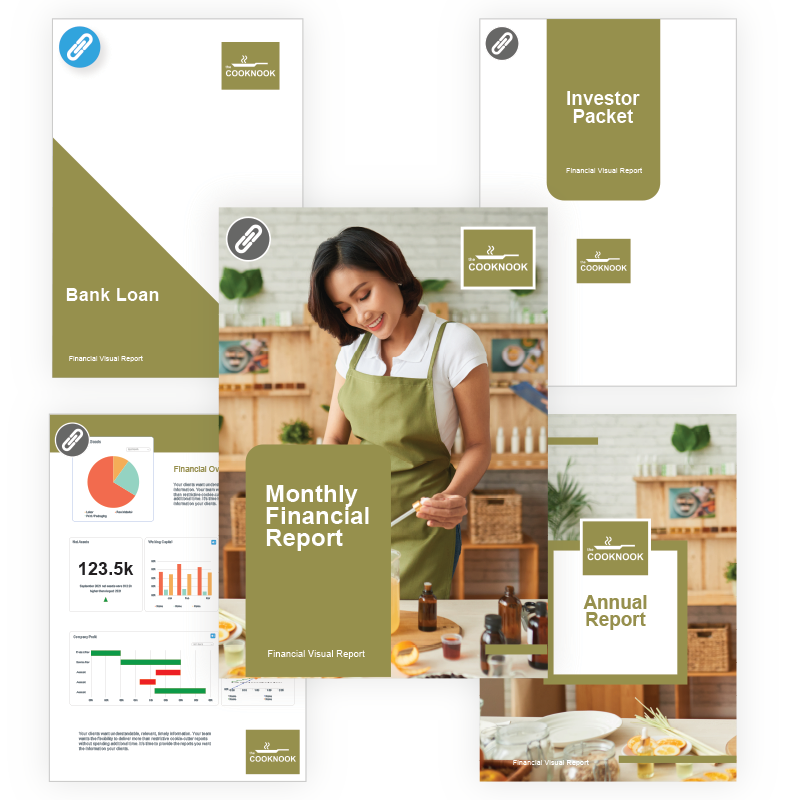 the
COOKNOOK
Bank Loan
Financial Visual Report
Investor
Packet
Financial Visual Report
the
COOKNOOK
the
COOKNOOK
Monthly
Financial
Report
Financial Visual Report
Financial Ov
Net Assets
123.5k
Working Capital
Company Profit
Your clients want understandable, relevant, timely information. Your team
wants the flexibility to deliver more than restrictive cookie cutter reports
without spending additional time. It's time to provide the reports you want
the information your clients.
the
COOKNOOK
the
COOKNOOK
Annual
Report
Financial Visual Report